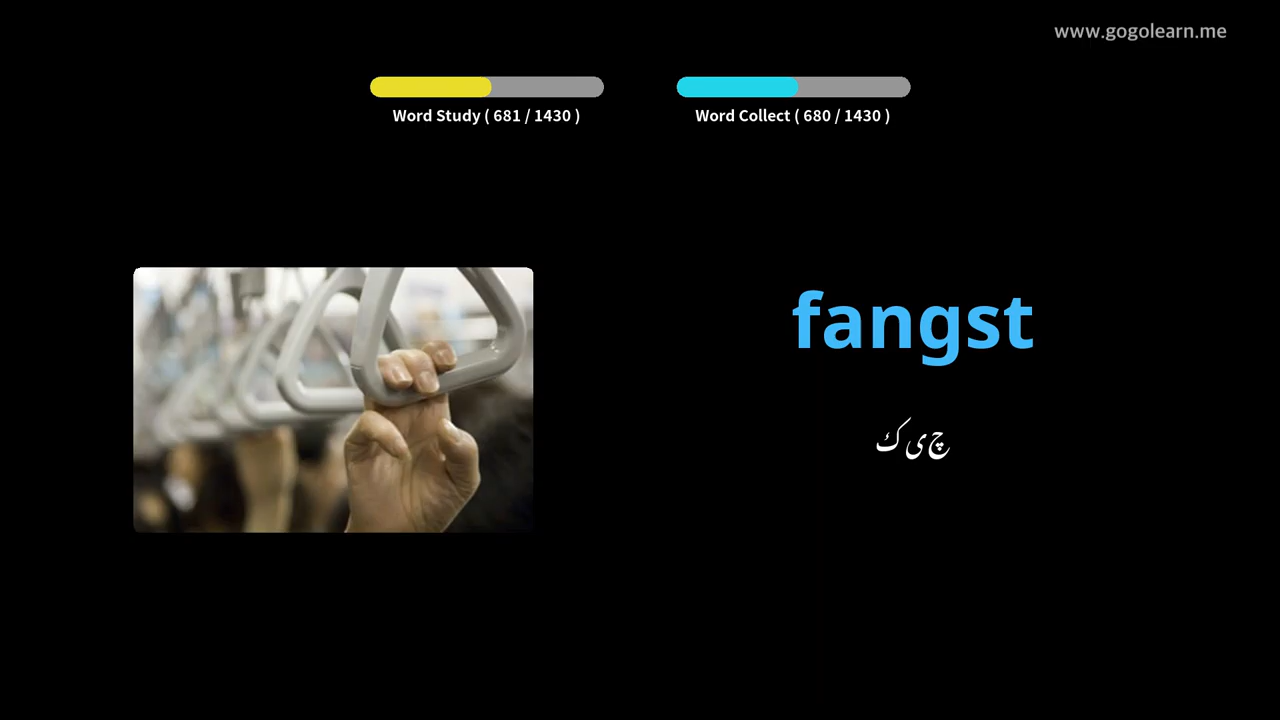 www.gogolearn.me
Word Study ( 681 / 1430 )
Word Collect ( 680 / 1430 )
fangst
چ ی ک